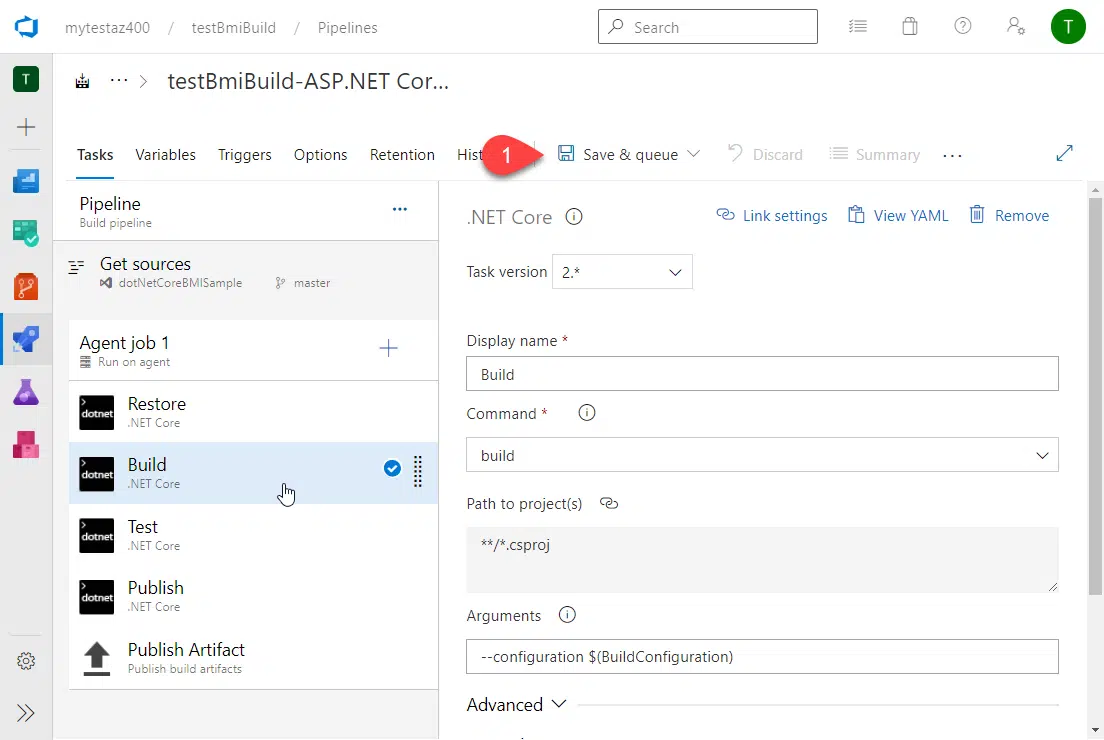 mytestaz400 / testBmiBuild / Pipelines
Search
T
T
··· > testBmiBuild-ASP.NET Cor...
Tasks Variables Triggers Options Retention Hist
1
Save & queue Discard Summary ...
Pipeline
Build pipeline
...
Get sources
dotNetCoreBMISample master
Agent job 1
Run on agent
dotnet
Restore
.NET Core
dotnet
Build
.NET Core
dotnet
Test
.NET Core
dotnet
Publish
.NET Core
Publish Artifact
Publish build artifacts
.NET Core
Link settings View YAML Remove
Task version 2.*
Display name *
Build
Command *
build
Path to project(s)
**/*.csproj
Arguments
--configuration $(BuildConfiguration)
Advanced